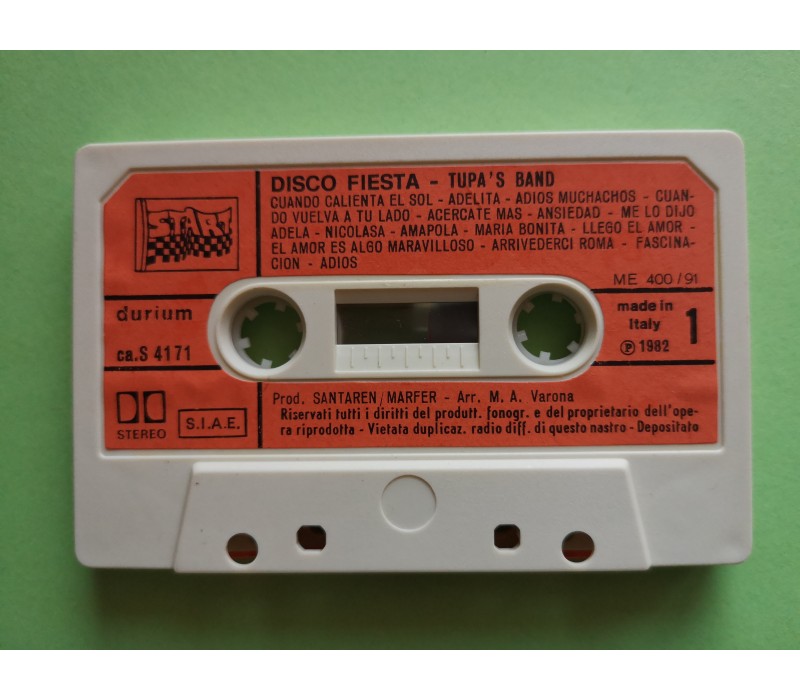 DISCO FIESTA - TUPA'S BAND
CUANDO CALIENTA EL SOL - ADELITA - ADIOS MUCHACHOS - CUAN-
DO VUELVA A TU LADO - ACERCATE MAS - ANSIEDAD - ME LO DIJO
ADELA - NICOLASA - AMAPOLA - MARIA BONITA - LLEGO EL AMOR -
EL AMOR ES ALGO MARAVILLOSO - ARRIVEDERCI ROMA - FASCINA-
CION - ADIOS
ME 400/91
durium
ca.S 4171
made in
Italy
℗ 1982
1
STEREO
S.I.A.E.
Prod. SANTAREN/MARFER - Arr. M. A. Varona
Riservati tutti i diritti del produtt. fonogr. e del proprietario dell'ope-
ra riprodotta - Vietata duplicaz. radio diff. di questo nastro - Depositato